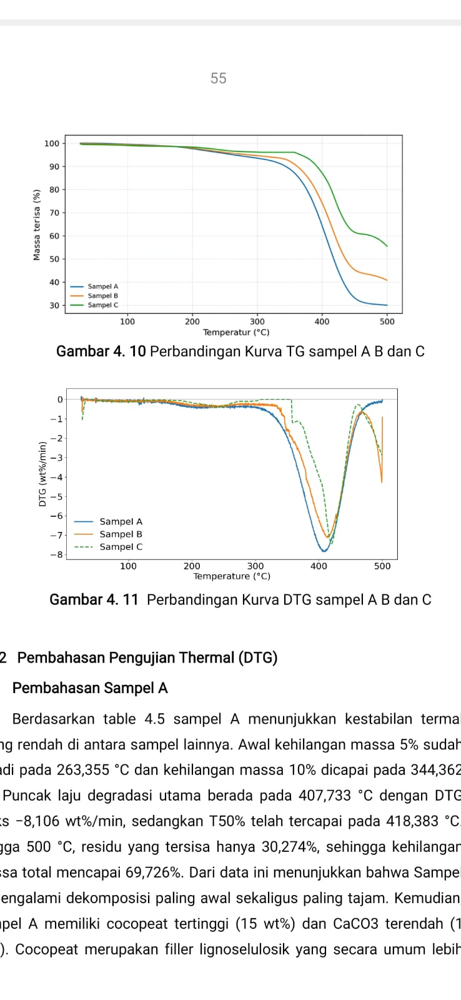 55
100
90
80
70
60
50
40
30
Massa terisa (%)
Sampel A
Sampel B
Sampel C
100 200 300 400 500
Temperatur (°C)
Gambar 4. 10 Perbandingan Kurva TG sampel A B dan C
0
−1
−2
−3
−4
−5
−6
−7
−8
DTG (wt%/min)
Sampel A
Sampel B
Sampel C
100 200 300 400 500
Temperature (°C)
Gambar 4. 11 Perbandingan Kurva DTG sampel A B dan C
2 Pembahasan Pengujian Thermal (DTG)
Pembahasan Sampel A
Berdasarkan table 4.5 sampel A menunjukkan kestabilan termal
ng rendah di antara sampel lainnya. Awal kehilangan massa 5% sudah
adi pada 263,355 °C dan kehilangan massa 10% dicapai pada 344,362
Puncak laju degradasi utama berada pada 407,733 °C dengan DTG
ks −8,106 wt%/min, sedangkan T50% telah tercapai pada 418,383 °C.
gga 500 °C, residu yang tersisa hanya 30,274%, sehingga kehilangan
ssa total mencapai 69,726%. Dari data ini menunjukkan bahwa Sampel
engalami dekomposisi paling awal sekaligus paling tajam. Kemudian,
pel A memiliki cocopeat tertinggi (15 wt%) dan CaCO3 terendah (1
). Cocopeat merupakan filler lignoselulosik yang secara umum lebih